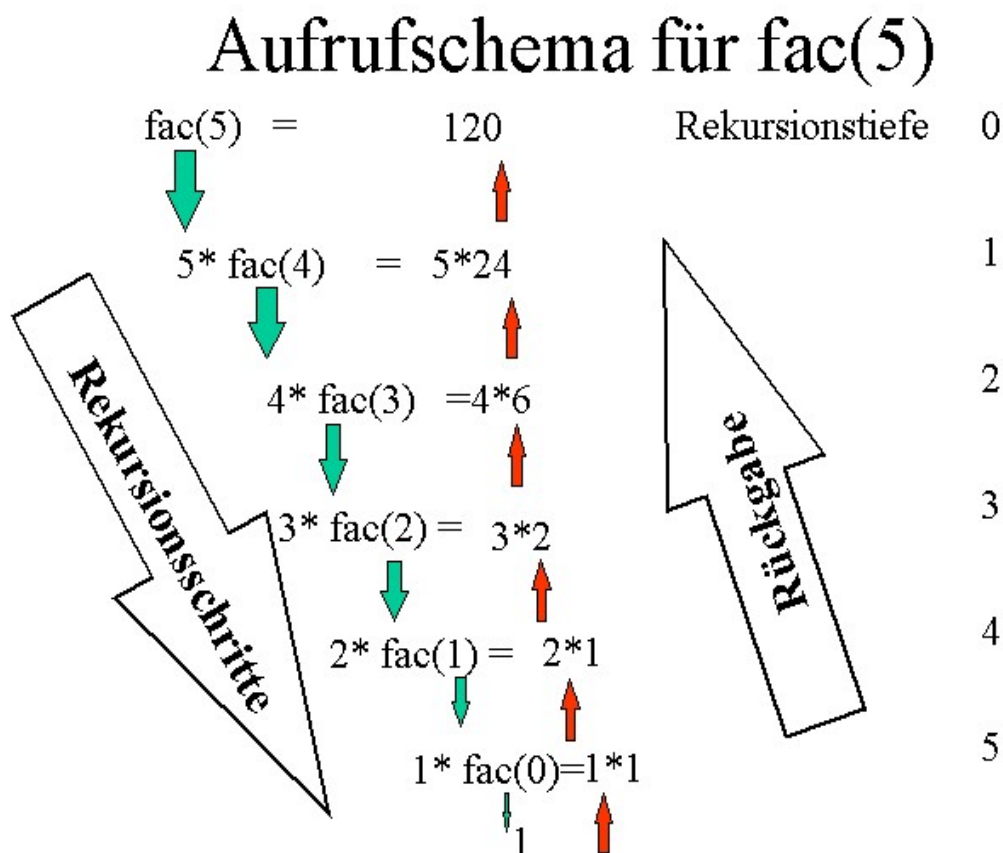 Aufrufschema für fac(5)
fac(5) = 120 Rekursionstiefe 0
5* fac(4) = 5*24 1
4* fac(3) =4*6 2
3* fac(2) = 3*2 3
2* fac(1) = 2*1 4
1* fac(0)=1*1 5
1
Rekursionsschritte
Rückgabe